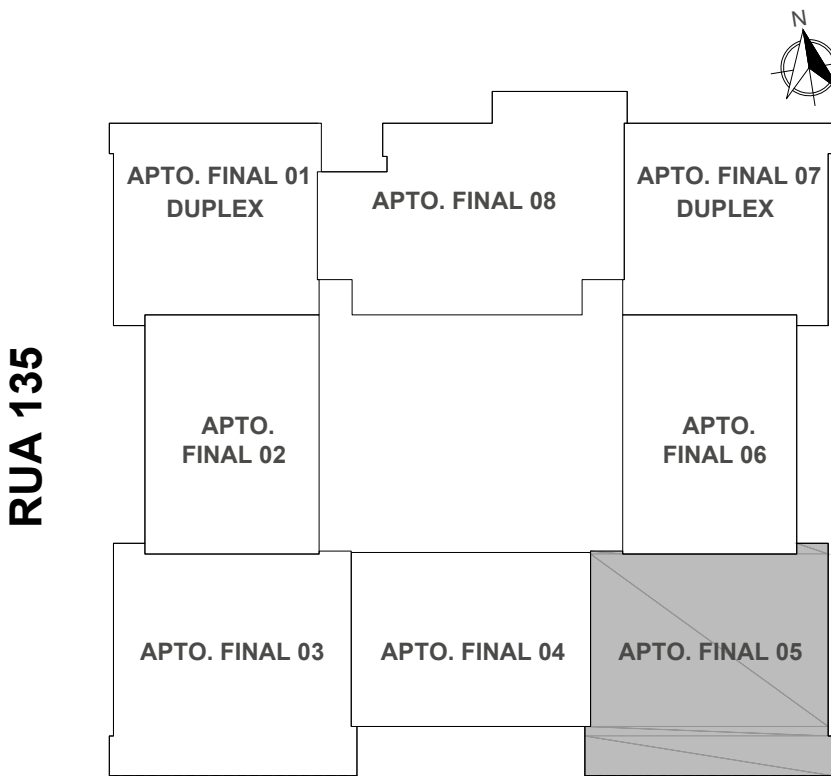 N
APTO. FINAL 01
DUPLEX
APTO. FINAL 08
APTO. FINAL 07
DUPLEX
RUA 135
APTO.
FINAL 02
APTO.
FINAL 06
APTO. FINAL 03
APTO. FINAL 04
APTO. FINAL 05